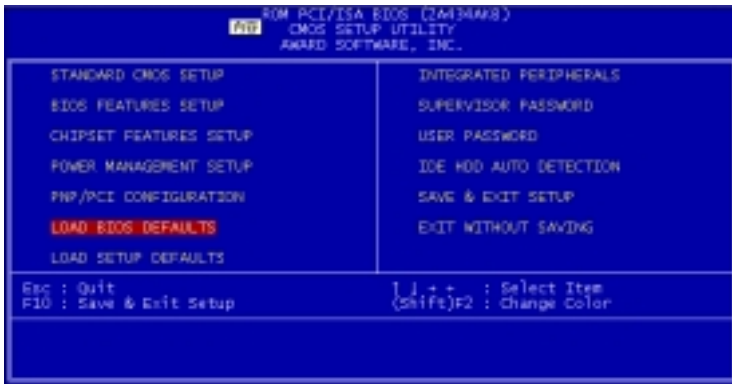 ROM PCI/ISA BIOS (2A434AK8)
CMOS SETUP UTILITY
AWARD SOFTWARE, INC.
STANDARD CMOS SETUP
BIOS FEATURES SETUP
CHIPSET FEATURES SETUP
POWER MANAGEMENT SETUP
PNP/PCI CONFIGURATION
LOAD BIOS DEFAULTS
LOAD SETUP DEFAULTS
INTEGRATED PERIPHERALS
SUPERVISOR PASSWORD
USER PASSWORD
IDE HDD AUTO DETECTION
SAVE & EXIT SETUP
EXIT WITHOUT SAVING
Esc : Quit
F10 : Save & Exit Setup
↑ ↓ → ← : Select Item
(Shift)F2 : Change Color